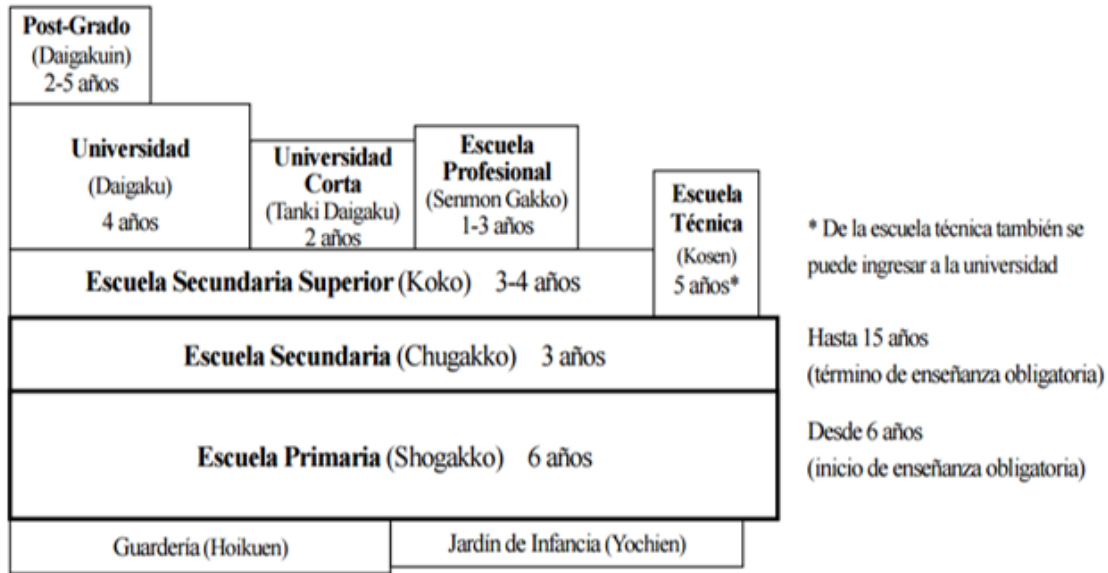 Post-Grado
(Daigakuin)
2-5 años
Universidad
(Daigaku)
4 años
Universidad
Corta
(Tanki Daigaku)
2 años
Escuela
Profesional
(Senmon Gakko)
1-3 años
Escuela
Técnica
(Kosen)
5 años*
* De la escuela técnica también se
puede ingresar a la universidad
Escuela Secundaria Superior (Koko) 3-4 años
Escuela Secundaria (Chugakko) 3 años
Hasta 15 años
(término de enseñanza obligatoria)
Escuela Primaria (Shogakko) 6 años
Desde 6 años
(inicio de enseñanza obligatoria)
Guardería (Hoikuen)
Jardín de Infancia (Yochien)